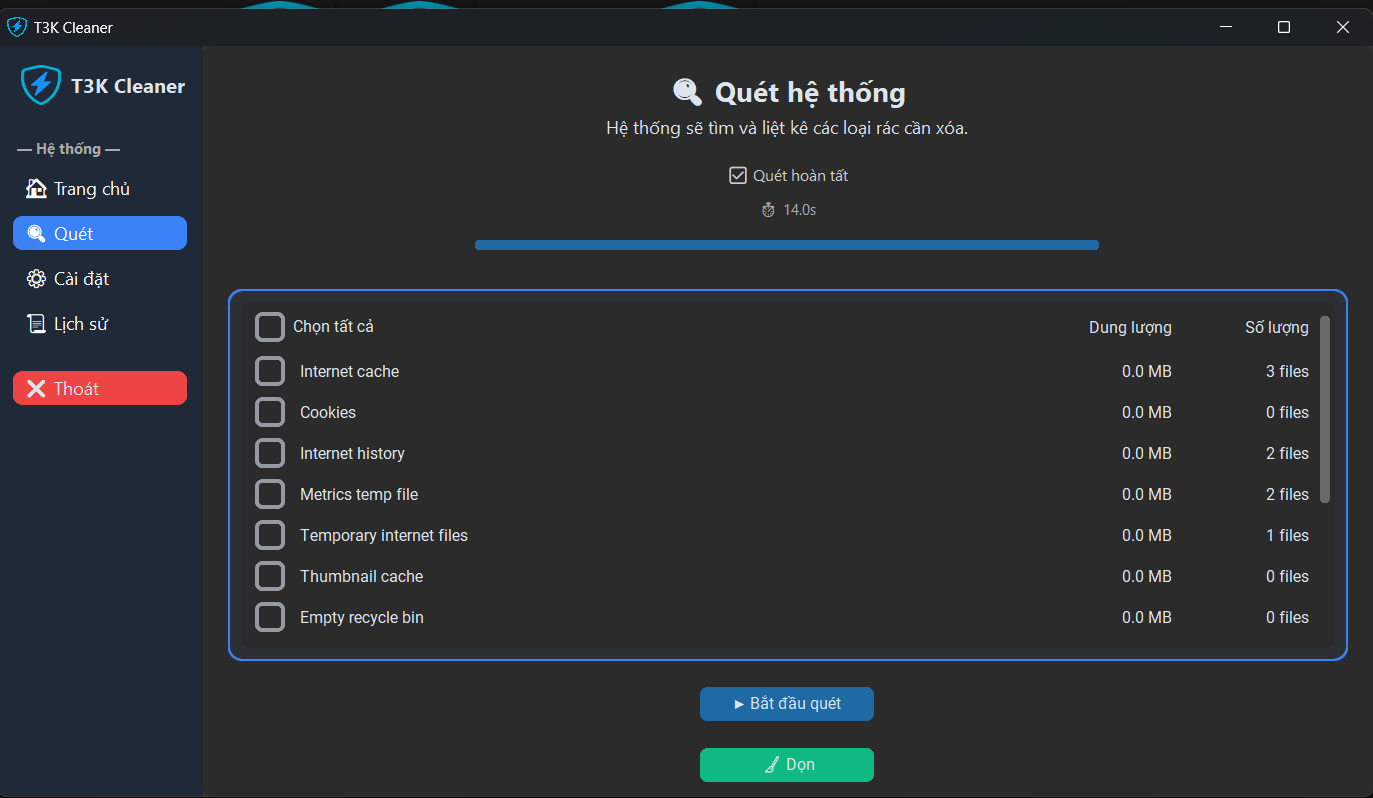 T3K Cleaner
T3K Cleaner
— Hệ thống —
Trang chủ
Quét
Cài đặt
Lịch sử
Thoát
Quét hệ thống
Hệ thống sẽ tìm và liệt kê các loại rác cần xóa.
Quét hoàn tất
14.0s
Chọn tất cả Dung lượng Số lượng
Internet cache 0.0 MB 3 files
Cookies 0.0 MB 0 files
Internet history 0.0 MB 2 files
Metrics temp file 0.0 MB 2 files
Temporary internet files 0.0 MB 1 files
Thumbnail cache 0.0 MB 0 files
Empty recycle bin 0.0 MB 0 files
Bắt đầu quét
Dọn